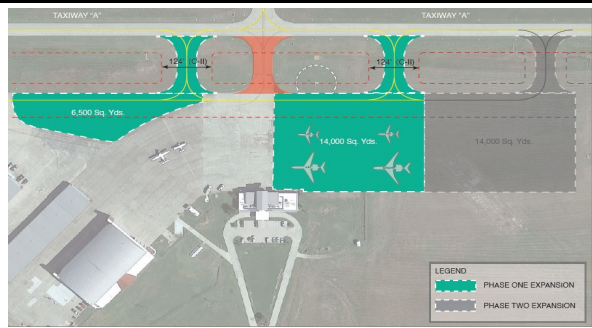 TAXIWAY "A"
TAXIWAY "A"
124' (C-II)
124' (C-II)
6,500 Sq. Yds.
14,000 Sq. Yds.
14,000 Sq. Yds.
LEGEND
PHASE ONE EXPANSION
PHASE TWO EXPANSION